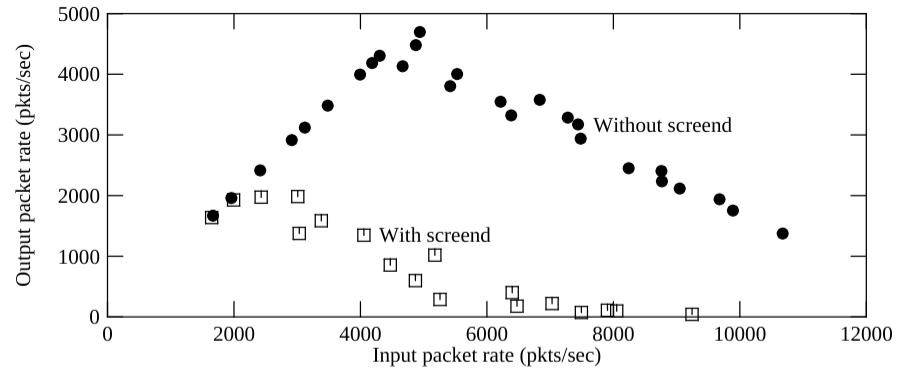 5000
4000
3000
2000
1000
0
Output packet rate (pkts/sec)
Without screend
With screend
0 2000 4000 6000 8000 10000 12000
Input packet rate (pkts/sec)